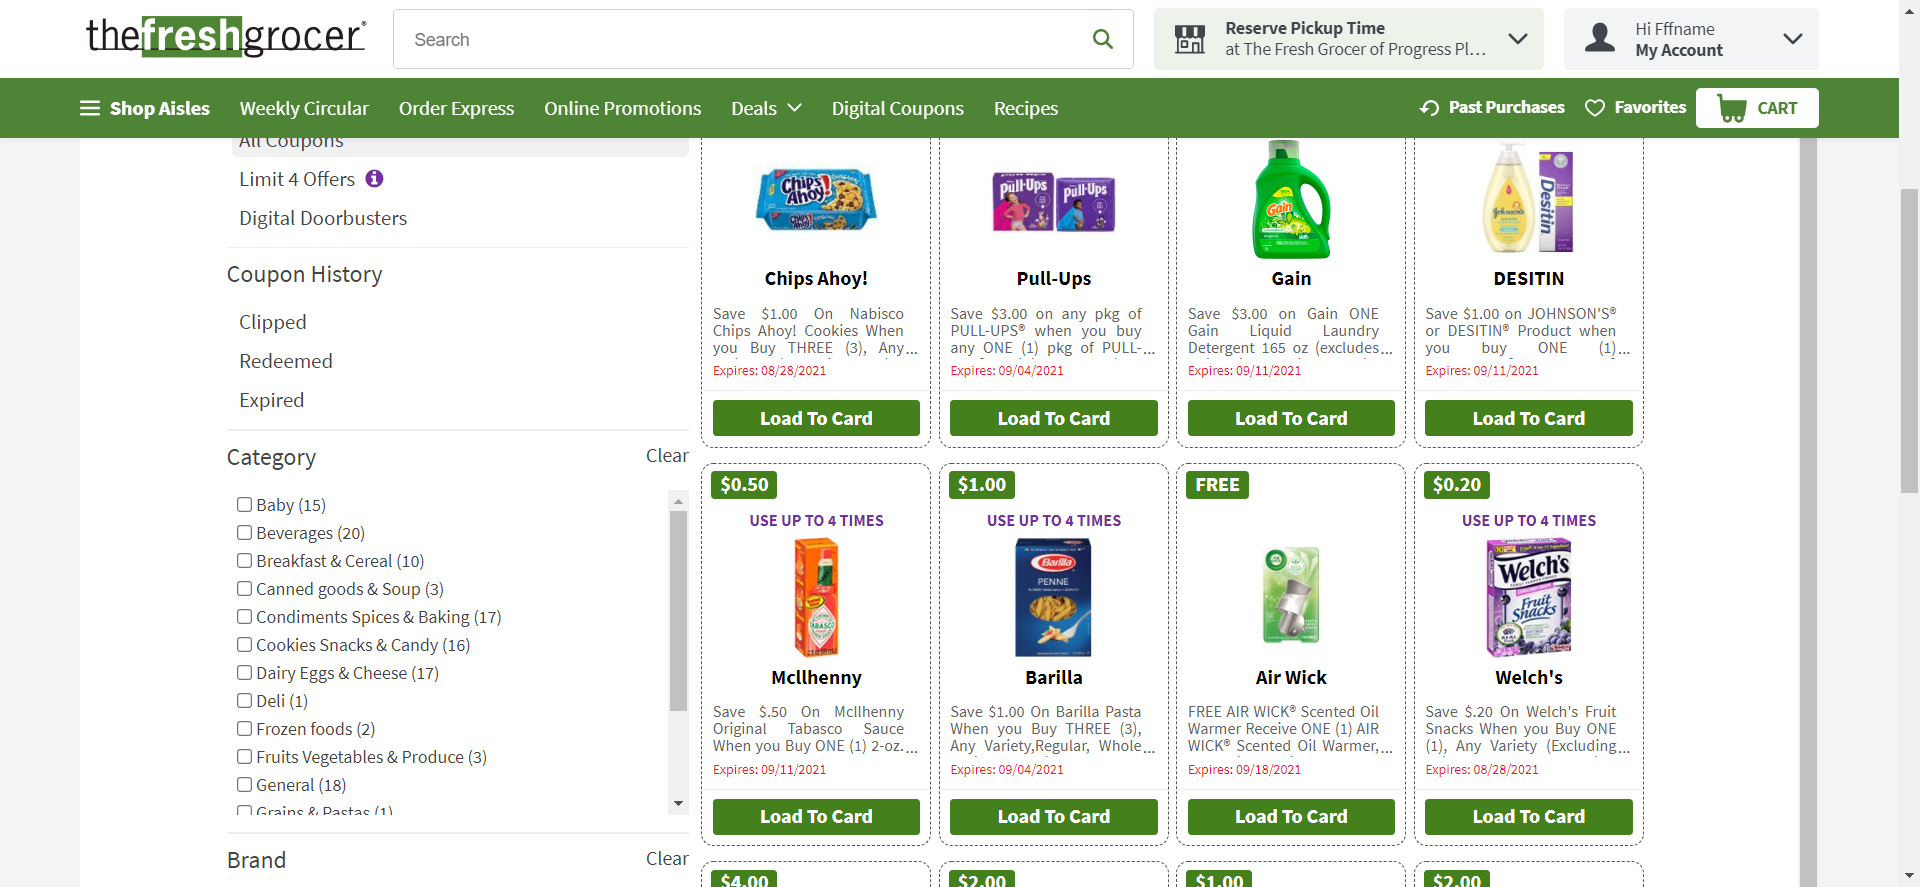 thefreshgrocer®
Search
Reserve Pickup Time
at The Fresh Grocer of Progress Pl...
Hi Fffname
My Account
Shop Aisles
Weekly Circular
Order Express
Online Promotions
Deals
Digital Coupons
Recipes
Past Purchases
Favorites
CART
All Coupons
Limit 4 Offers
Digital Doorbusters
Coupon History
Clipped
Redeemed
Expired
Category
Clear
Baby (15)
Beverages (20)
Breakfast & Cereal (10)
Canned goods & Soup (3)
Condiments Spices & Baking (17)
Cookies Snacks & Candy (16)
Dairy Eggs & Cheese (17)
Deli (1)
Frozen foods (2)
Fruits Vegetables & Produce (3)
General (18)
Grains & Pastas (1)
Brand
Clear
Chips Ahoy!
Chips Ahoy!
Save $1.00 On Nabisco
Chips Ahoy! Cookies When
you Buy THREE (3), Any...
Expires: 08/28/2021
Load To Card
Pull-Ups
Pull-Ups
Pull-Ups
Save $3.00 on any pkg of
PULL-UPS® when you buy
any ONE (1) pkg of PULL-...
Expires: 09/04/2021
Load To Card
Gain
Gain
Save $3.00 on Gain ONE
Gain Liquid Laundry
Detergent 165 oz (excludes...
Expires: 09/11/2021
Load To Card
Johnson's
Desitin
DESITIN
Save $1.00 on JOHNSON'S®
or DESITIN® Product when
you buy ONE (1)...
Expires: 09/11/2021
Load To Card
$0.50
USE UP TO 4 TIMES
TABASCO
McIlhenny
Save $.50 On McIlhenny
Original Tabasco Sauce
When you Buy ONE (1) 2-oz....
Expires: 09/11/2021
Load To Card
$1.00
USE UP TO 4 TIMES
Barilla
PENNE
Barilla
Save $1.00 On Barilla Pasta
When you Buy THREE (3),
Any Variety,Regular, Whole...
Expires: 09/04/2021
Load To Card
FREE
Air Wick
FREE AIR WICK® Scented Oil
Warmer Receive ONE (1) AIR
WICK® Scented Oil Warmer,...
Expires: 09/18/2021
Load To Card
$0.20
USE UP TO 4 TIMES
Welch's
Fruit
Snacks
Welch's
Save $.20 On Welch's Fruit
Snacks When you Buy ONE
(1), Any Variety (Excluding...
Expires: 08/28/2021
Load To Card
$4.00
$2.00
$1.00
$2.00